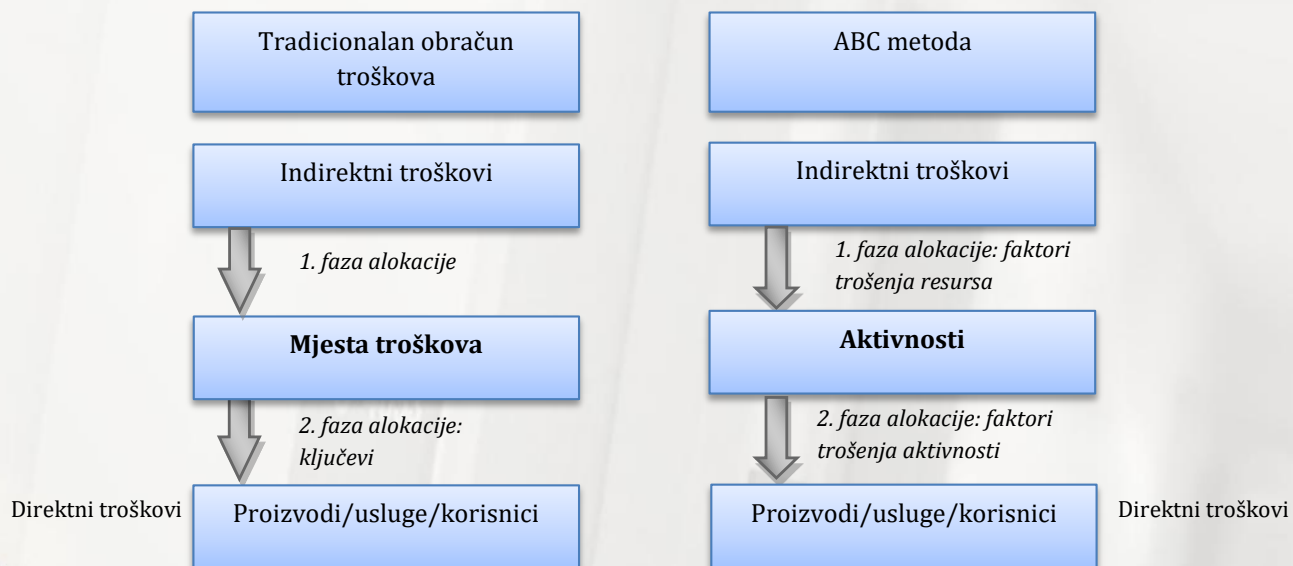 Tradicionalan obračun
troškova
Indirektni troškovi
1. faza alokacije
Mjesta troškova
2. faza alokacije:
ključevi
Direktni troškovi
Proizvodi/usluge/korisnici
ABC metoda
Indirektni troškovi
1. faza alokacije: faktori
trošenja resursa
Aktivnosti
2. faza alokacije: faktori
trošenja aktivnosti
Proizvodi/usluge/korisnici
Direktni troškovi